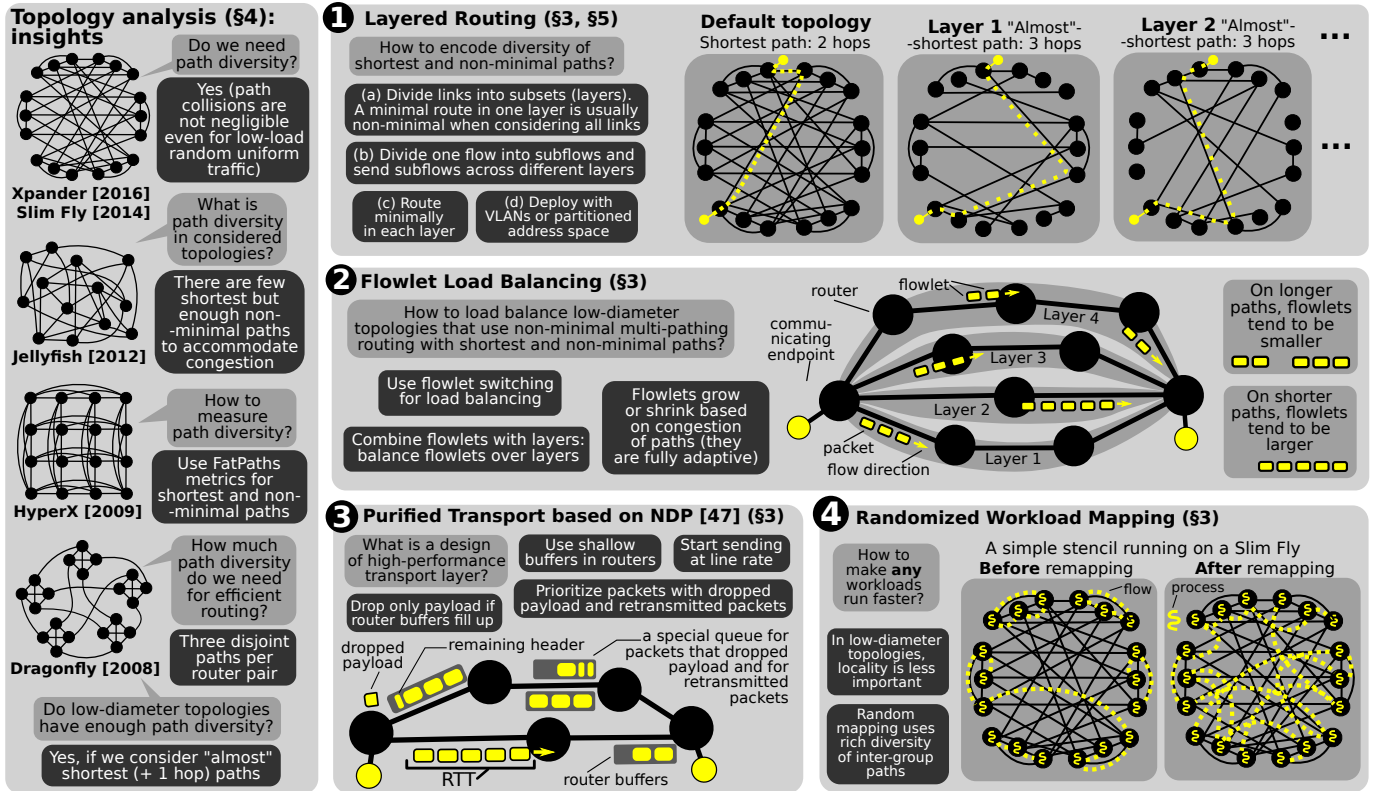 Topology analysis (§4):
insights
Do we need
path diversity?
Yes (path
collisions are
not negligible
even for low-load
random uniform
traffic)
Xpander [2016]
Slim Fly [2014]
What is
path diversity
in considered
topologies?
There are few
shortest but
enough non-
-minimal paths
to accommodate
congestion
Jellyfish [2012]
How to
measure
path diversity?
Use FatPaths
metrics for
shortest and non-
-minimal paths
HyperX [2009]
How much
path diversity
do we need
for efficient
routing?
Three disjoint
paths per
router pair
Dragonfly [2008]
Do low-diameter topologies
have enough path diversity?
Yes, if we consider "almost"
shortest (+ 1 hop) paths
1 Layered Routing (§3, §5)
How to encode diversity of
shortest and non-minimal paths?
(a) Divide links into subsets (layers).
A minimal route in one layer is usually
non-minimal when considering all links
(b) Divide one flow into subflows and
send subflows across different layers
(c) Route
minimally
in each layer
(d) Deploy with
VLANs or partitioned
address space
Default topology
Shortest path: 2 hops
Layer 1 "Almost"-
-shortest path: 3 hops
Layer 2 "Almost"-
-shortest path: 3 hops
...
...
2 Flowlet Load Balancing (§3)
How to load balance low-diameter
topologies that use non-minimal multi-pathing
routing with shortest and non-minimal paths?
Use flowlet switching
for load balancing
Combine flowlets with layers:
balance flowlets over layers
Flowlets grow
or shrink based
on congestion
of paths (they
are fully adaptive)
router
flowlet
commu-
nicating
endpoint
Layer 4
Layer 3
Layer 2
Layer 1
packet
flow direction
On longer
paths, flowlets
tend to be
smaller
On shorter
paths, flowlets
tend to be
larger
3 Purified Transport based on NDP [47] (§3)
What is a design
of high-performance
transport layer?
Use shallow
buffers in routers
Start sending
at line rate
Drop only payload if
router buffers fill up
Prioritize packets with dropped
payload and retransmitted packets
dropped
payload
remaining header
a special queue for
packets that dropped
payload and for
retransmitted
packets
RTT
router buffers
4 Randomized Workload Mapping (§3)
How to
make any
workloads
run faster?
In low-diameter
topologies,
locality is less
important
Random
mapping uses
rich diversity
of inter-group
paths
A simple stencil running on a Slim Fly
Before remapping
After remapping
flow
process